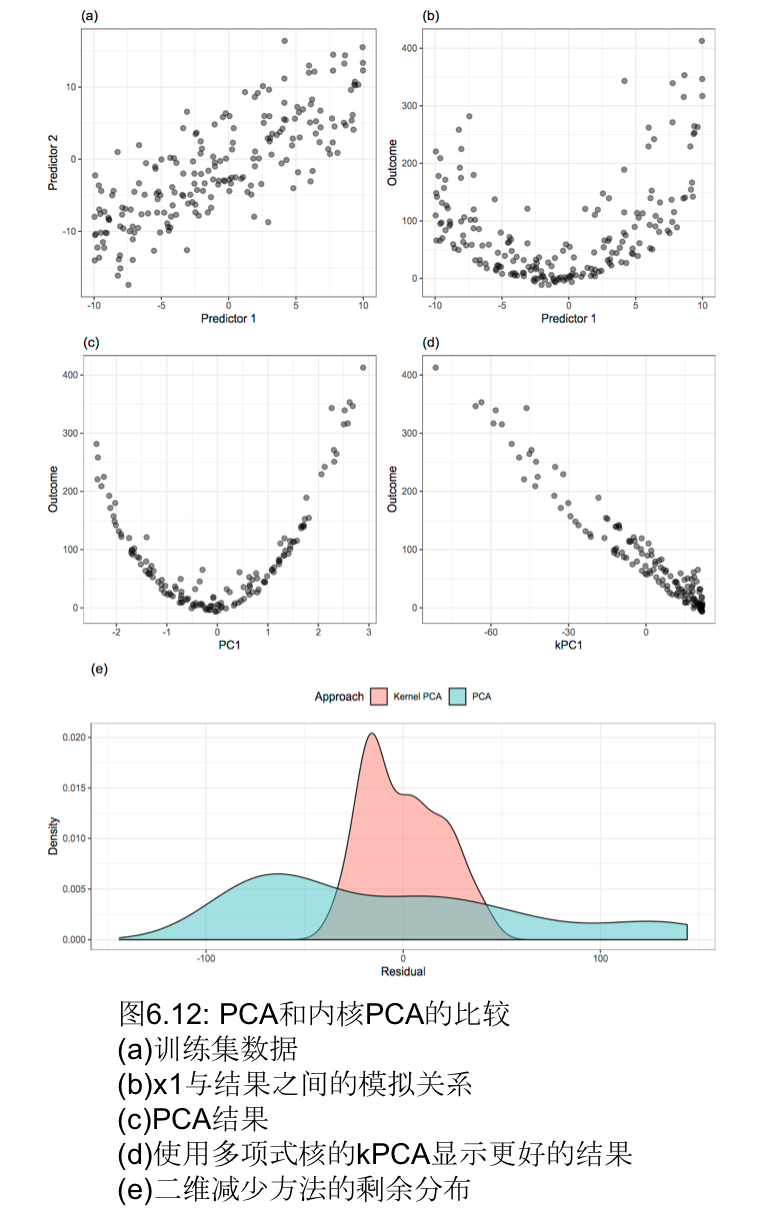 (a)
(b)
10
0
-10
Predictor 2
-10
-5
0
5
10
Predictor 1
400
300
200
100
0
Outcome
-10
-5
0
5
10
Predictor 1
(c)
(d)
400
300
200
100
0
Outcome
-2
-1
0
1
2
3
PC1
400
300
200
100
0
Outcome
-60
-30
0
kPC1
(e)
Approach Kernel PCA PCA
0.020
0.015
0.010
0.005
0.000
Density
-100
0
100
Residual
图6.12: PCA和内核PCA的比较
(a)训练集数据
(b)x1与结果之间的模拟关系
(c)PCA结果
(d)使用多项式核的kPCA显示更好的结果
(e)二维减少方法的剩余分布